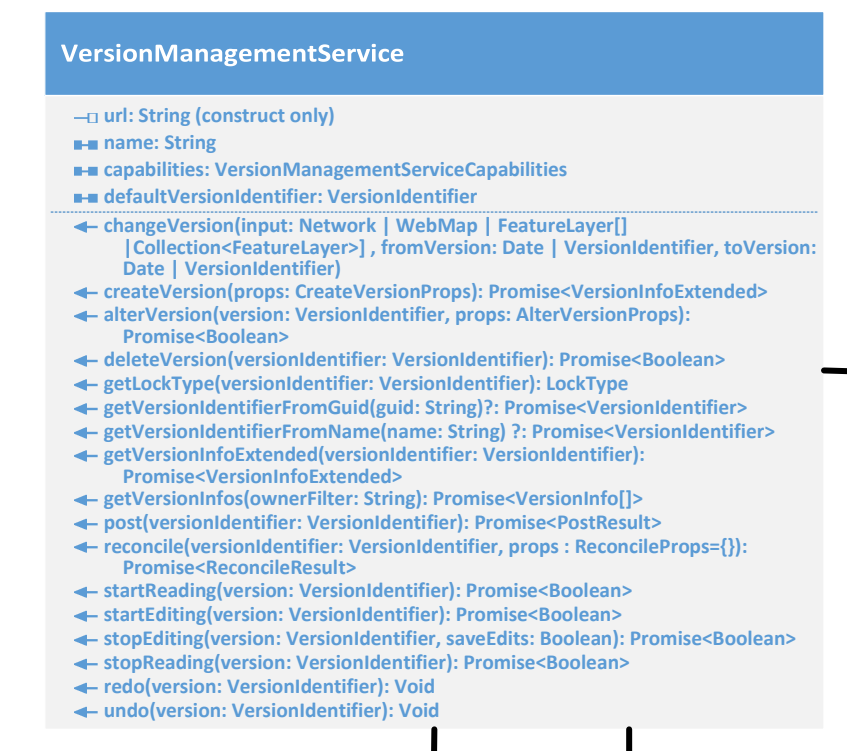 VersionManagementService
url: String (construct only)
name: String
capabilities: VersionManagementServiceCapabilities
defaultVersionIdentifier: VersionIdentifier
changeVersion(input: Network | WebMap | FeatureLayer[]
|Collection<FeatureLayer>] , fromVersion: Date | VersionIdentifier, toVersion:
Date | VersionIdentifier)
createVersion(props: CreateVersionProps): Promise<VersionInfoExtended>
alterVersion(version: VersionIdentifier, props: AlterVersionProps):
Promise<Boolean>
deleteVersion(versionIdentifier: VersionIdentifier): Promise<Boolean>
getLockType(versionIdentifier: VersionIdentifier): LockType
getVersionIdentifierFromGuid(guid: String)?: Promise<VersionIdentifier>
getVersionIdentifierFromName(name: String) ?: Promise<VersionIdentifier>
getVersionInfoExtended(versionIdentifier: VersionIdentifier):
Promise<VersionInfoExtended>
getVersionInfos(ownerFilter: String): Promise<VersionInfo[]>
post(versionIdentifier: VersionIdentifier): Promise<PostResult>
reconcile(versionIdentifier: VersionIdentifier, props : ReconcileProps={}):
Promise<ReconcileResult>
startReading(version: VersionIdentifier): Promise<Boolean>
startEditing(version: VersionIdentifier): Promise<Boolean>
stopEditing(version: VersionIdentifier, saveEdits: Boolean): Promise<Boolean>
stopReading(version: VersionIdentifier): Promise<Boolean>
redo(version: VersionIdentifier): Void
undo(version: VersionIdentifier): Void